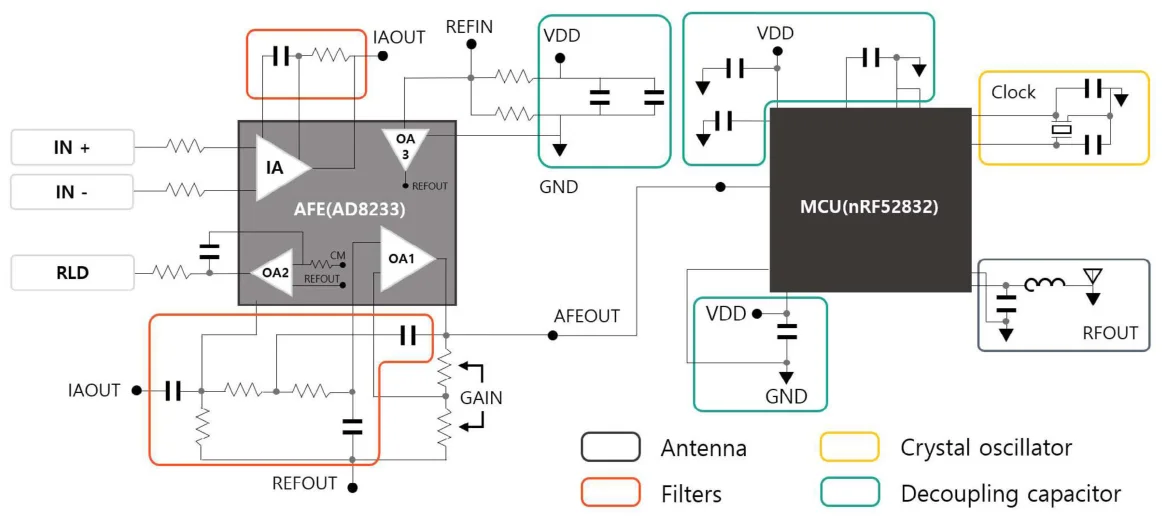 IAOUT
REFIN
VDD
VDD
Clock
IN +
IN -
RLD
IA
OA
3
REFOUT
AFE(AD8233)
OA2
CM
REFOUT
OA1
GND
MCU(nRF52832)
AFEOUT
VDD
GND
RFOUT
IAOUT
GAIN
REFOUT
Antenna
Crystal oscillator
Filters
Decoupling capacitor